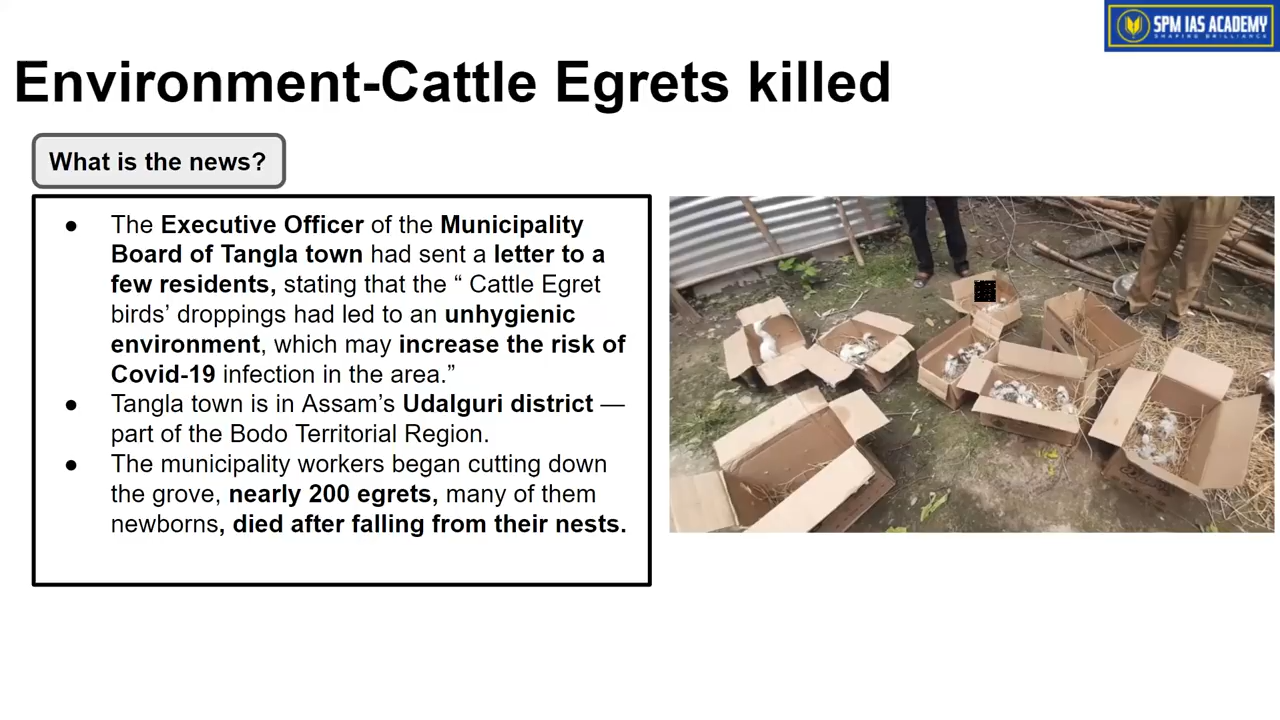 SPM IAS ACADEMY
SHAPING BRILLIANCE
Environment-Cattle Egrets killed
What is the news?
● The Executive Officer of the Municipality
Board of Tangla town had sent a letter to a
few residents, stating that the “ Cattle Egret
birds’ droppings had led to an unhygienic
environment, which may increase the risk of
Covid-19 infection in the area.”
● Tangla town is in Assam’s Udalguri district —
part of the Bodo Territorial Region.
● The municipality workers began cutting down
the grove, nearly 200 egrets, many of them
newborns, died after falling from their nests.